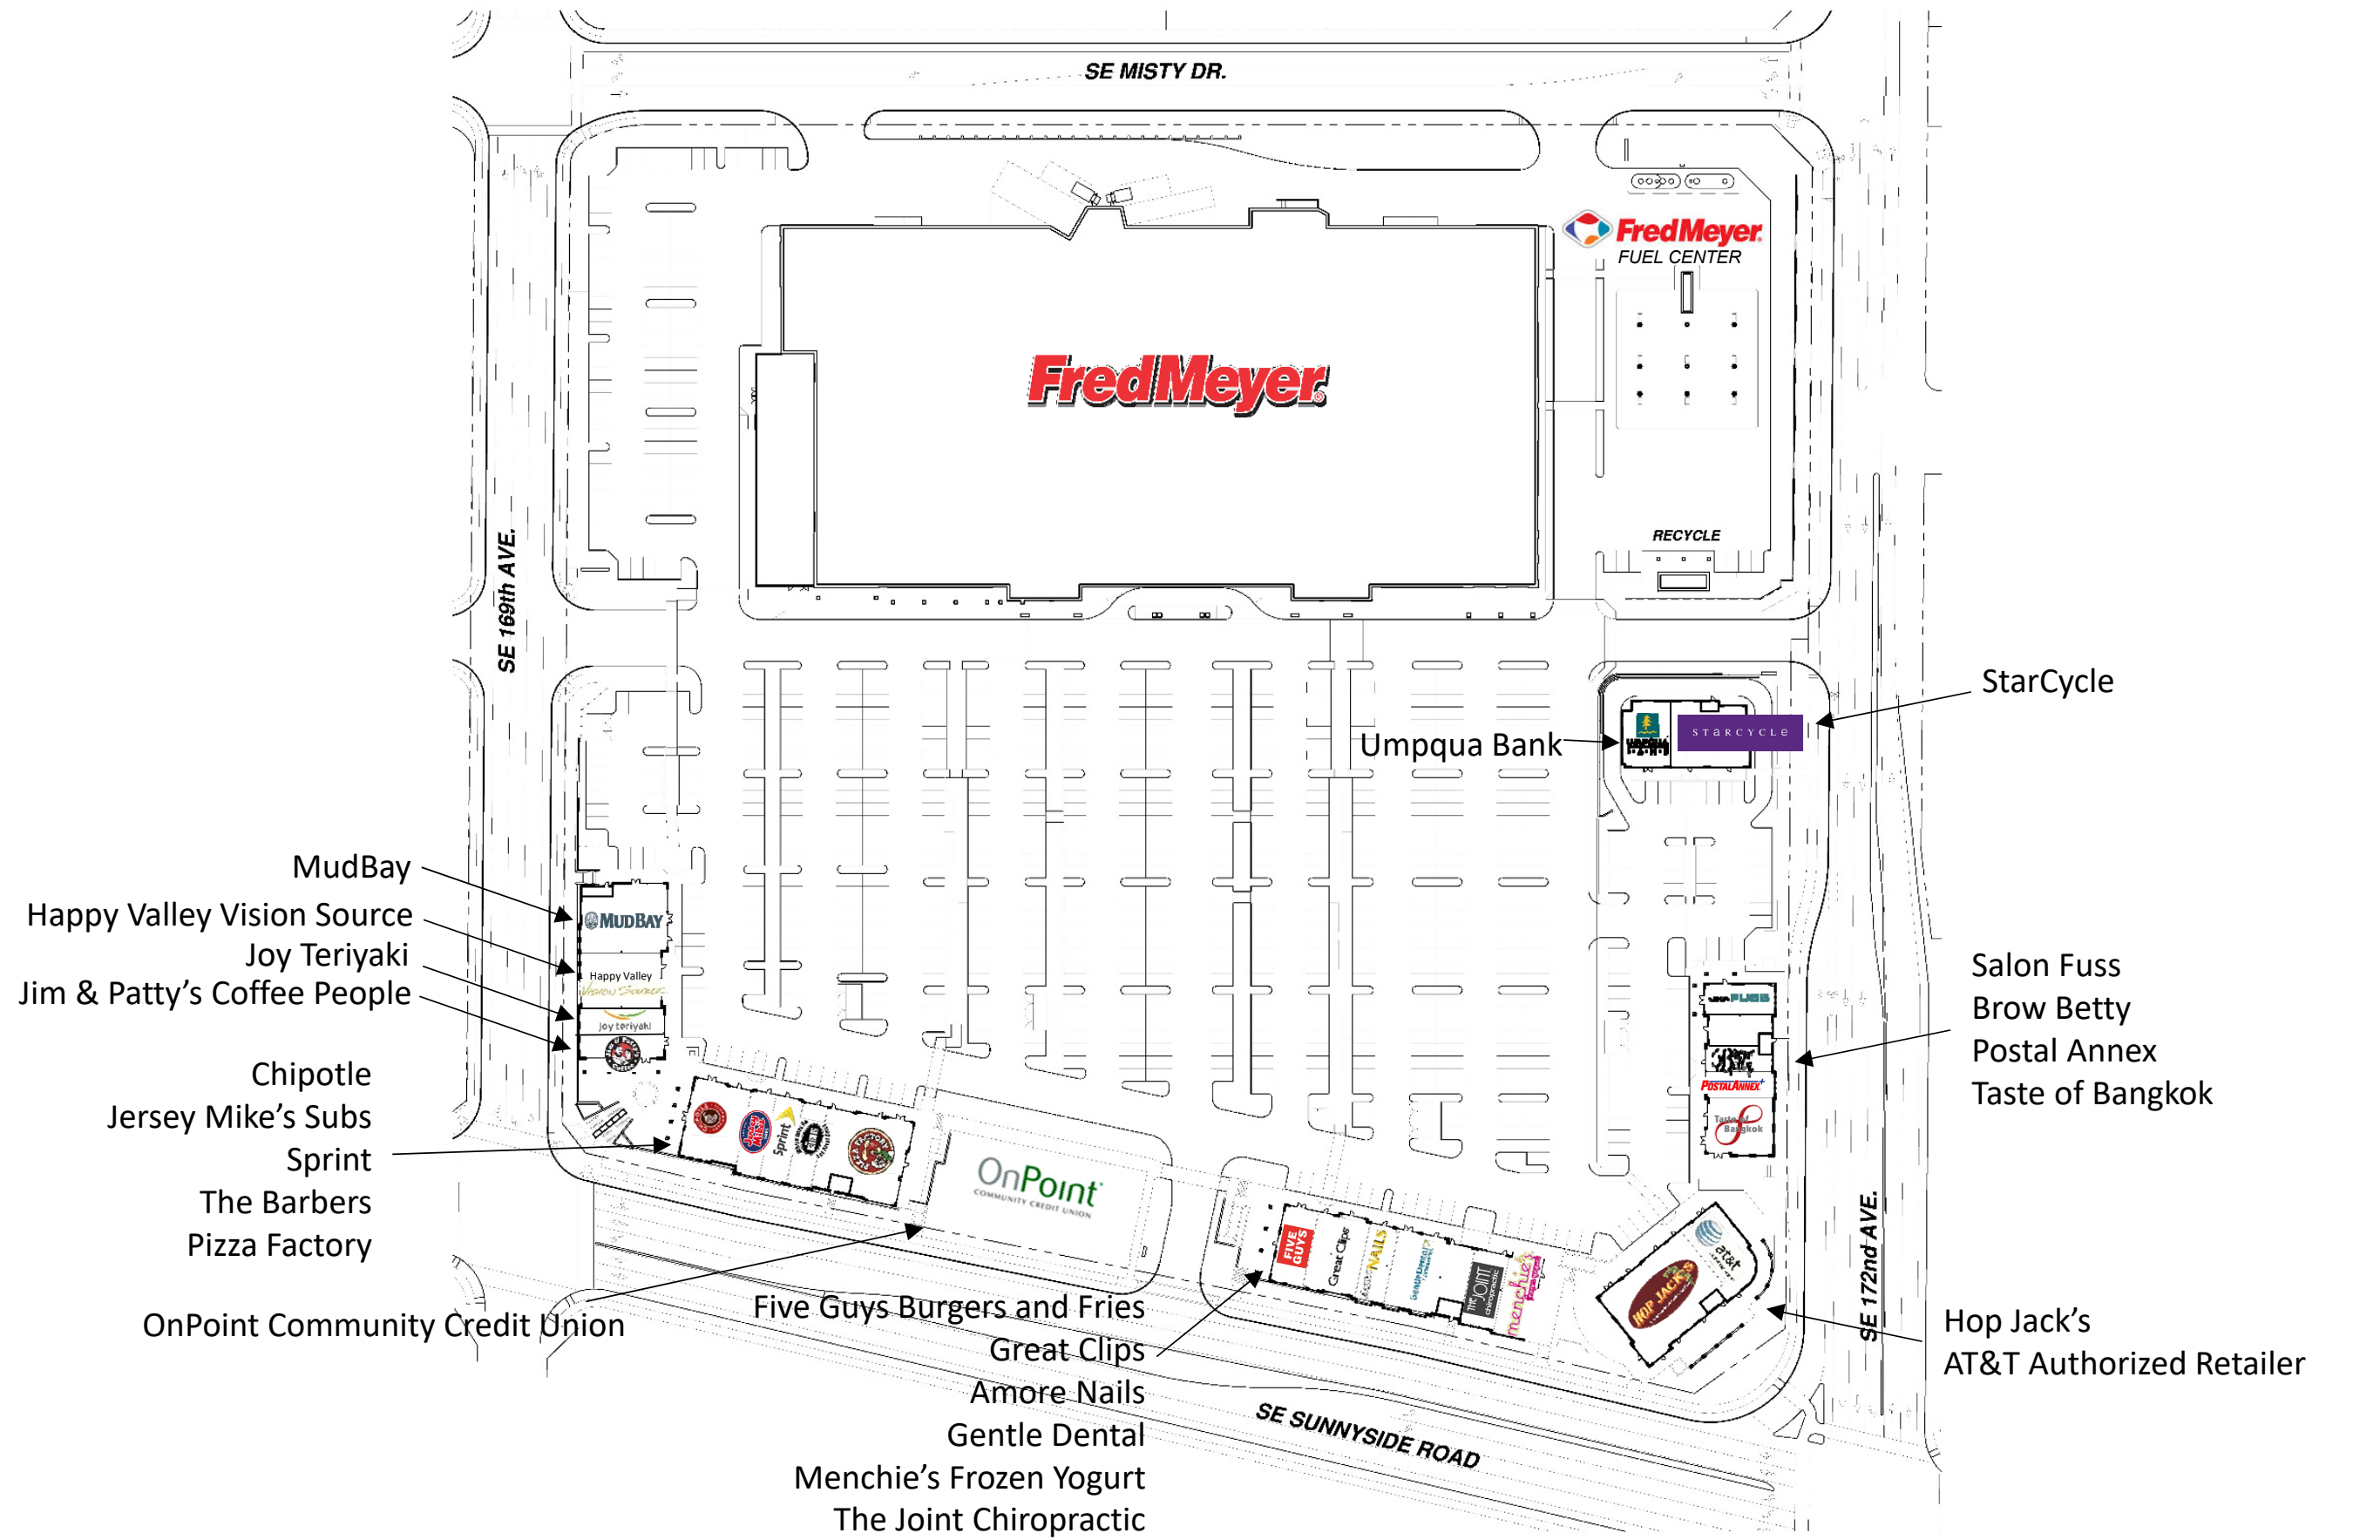 SE MISTY DR.
FredMeyer
FUEL CENTER
FredMeyer
RECYCLE
SE 169th AVE.
StarCycle
STARCYCLE
Umpqua Bank
MudBay
Happy Valley Vision Source
Joy Teriyaki
Jim & Patty's Coffee People
MUDBAY
Happy Valley
VISION SOURCE
joy teriyaki
Salon Fuss
Brow Betty
Postal Annex
Taste of Bangkok
FUSS
POSTALANNEX+
Taste of
Bangkok
Chipotle
Jersey Mike's Subs
Sprint
The Barbers
Pizza Factory
Sprint
OnPoint
COMMUNITY CREDIT UNION
OnPoint Community Credit Union
FIVE
GUYS
Great Clips
NAILS
THE JOINT
chiropractic
menchie's
at&t
HOP JACK'S
SE 172nd AVE.
Five Guys Burgers and Fries
Great Clips
Amore Nails
Gentle Dental
Menchie's Frozen Yogurt
The Joint Chiropractic
Hop Jack's
AT&T Authorized Retailer
SE SUNNYSIDE ROAD